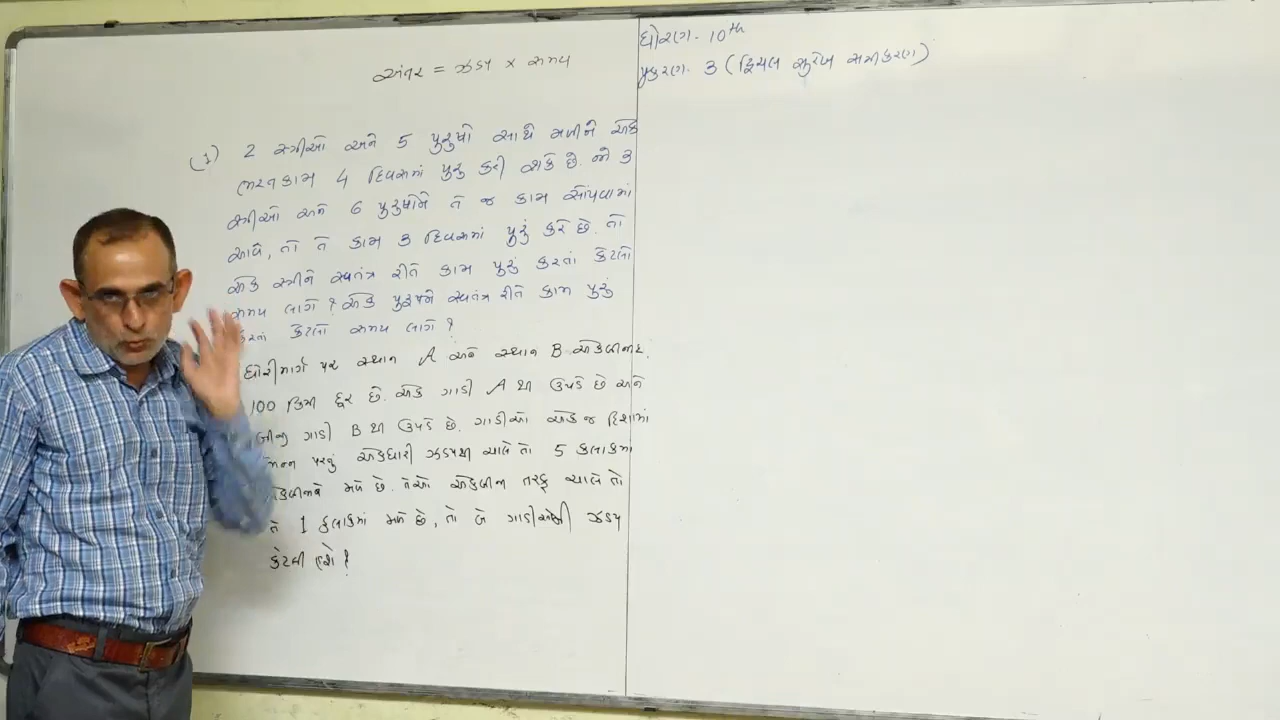 અંતર = ઝડપ × સમય
(1) 2 સ્ત્રીઓ અને 5 પુરુષો સાથે મળીને એક
ભરતકામ 4 દિવસમાં પુરુ કરી શકે છે. જો 3
સ્ત્રીઓ અને 6 પુરુષોને તે જ કામ સોંપવામાં
આવે, તો તે કામ 3 દિવસમાં પુરું કરે છે. તો
એક સ્ત્રીને સ્વતંત્ર રીતે કામ પુરું કરતાં કેટલો
સમય લાગે? એક પુરુષને સ્વતંત્ર રીતે કામ પુરું
કરતાં કેટલો સમય લાગે?
ધોરીમાર્ગ પર સ્થાન A અને સ્થાન B એકબીજાથી
100 કિમી દૂર છે. એક ગાડી A થી ઉપડે છે અને
બીજી ગાડી B થી ઉપડે છે. ગાડીઓ એક જ દિશામાં
પરંતુ એકધારી ઝડપથી ચાલે તો 5 કલાકમાં
મળે છે. તેઓ એકબીજા તરફ ચાલે તો
તે 1 કલાકમાં મળે છે, તો બે ગાડીઓની ઝડપ
કેટલી હશે?
ધોરણ. 10th
પ્રકરણ. 3 (દ્વિચલ સુરેખ સમીકરણ)